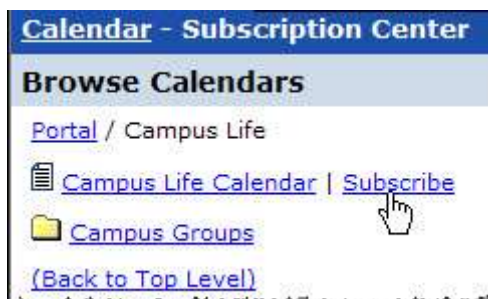 Calendar - Subscription Center
Browse Calendars
Portal / Campus Life
Campus Life Calendar | Subscribe
Campus Groups
(Back to Top Level)